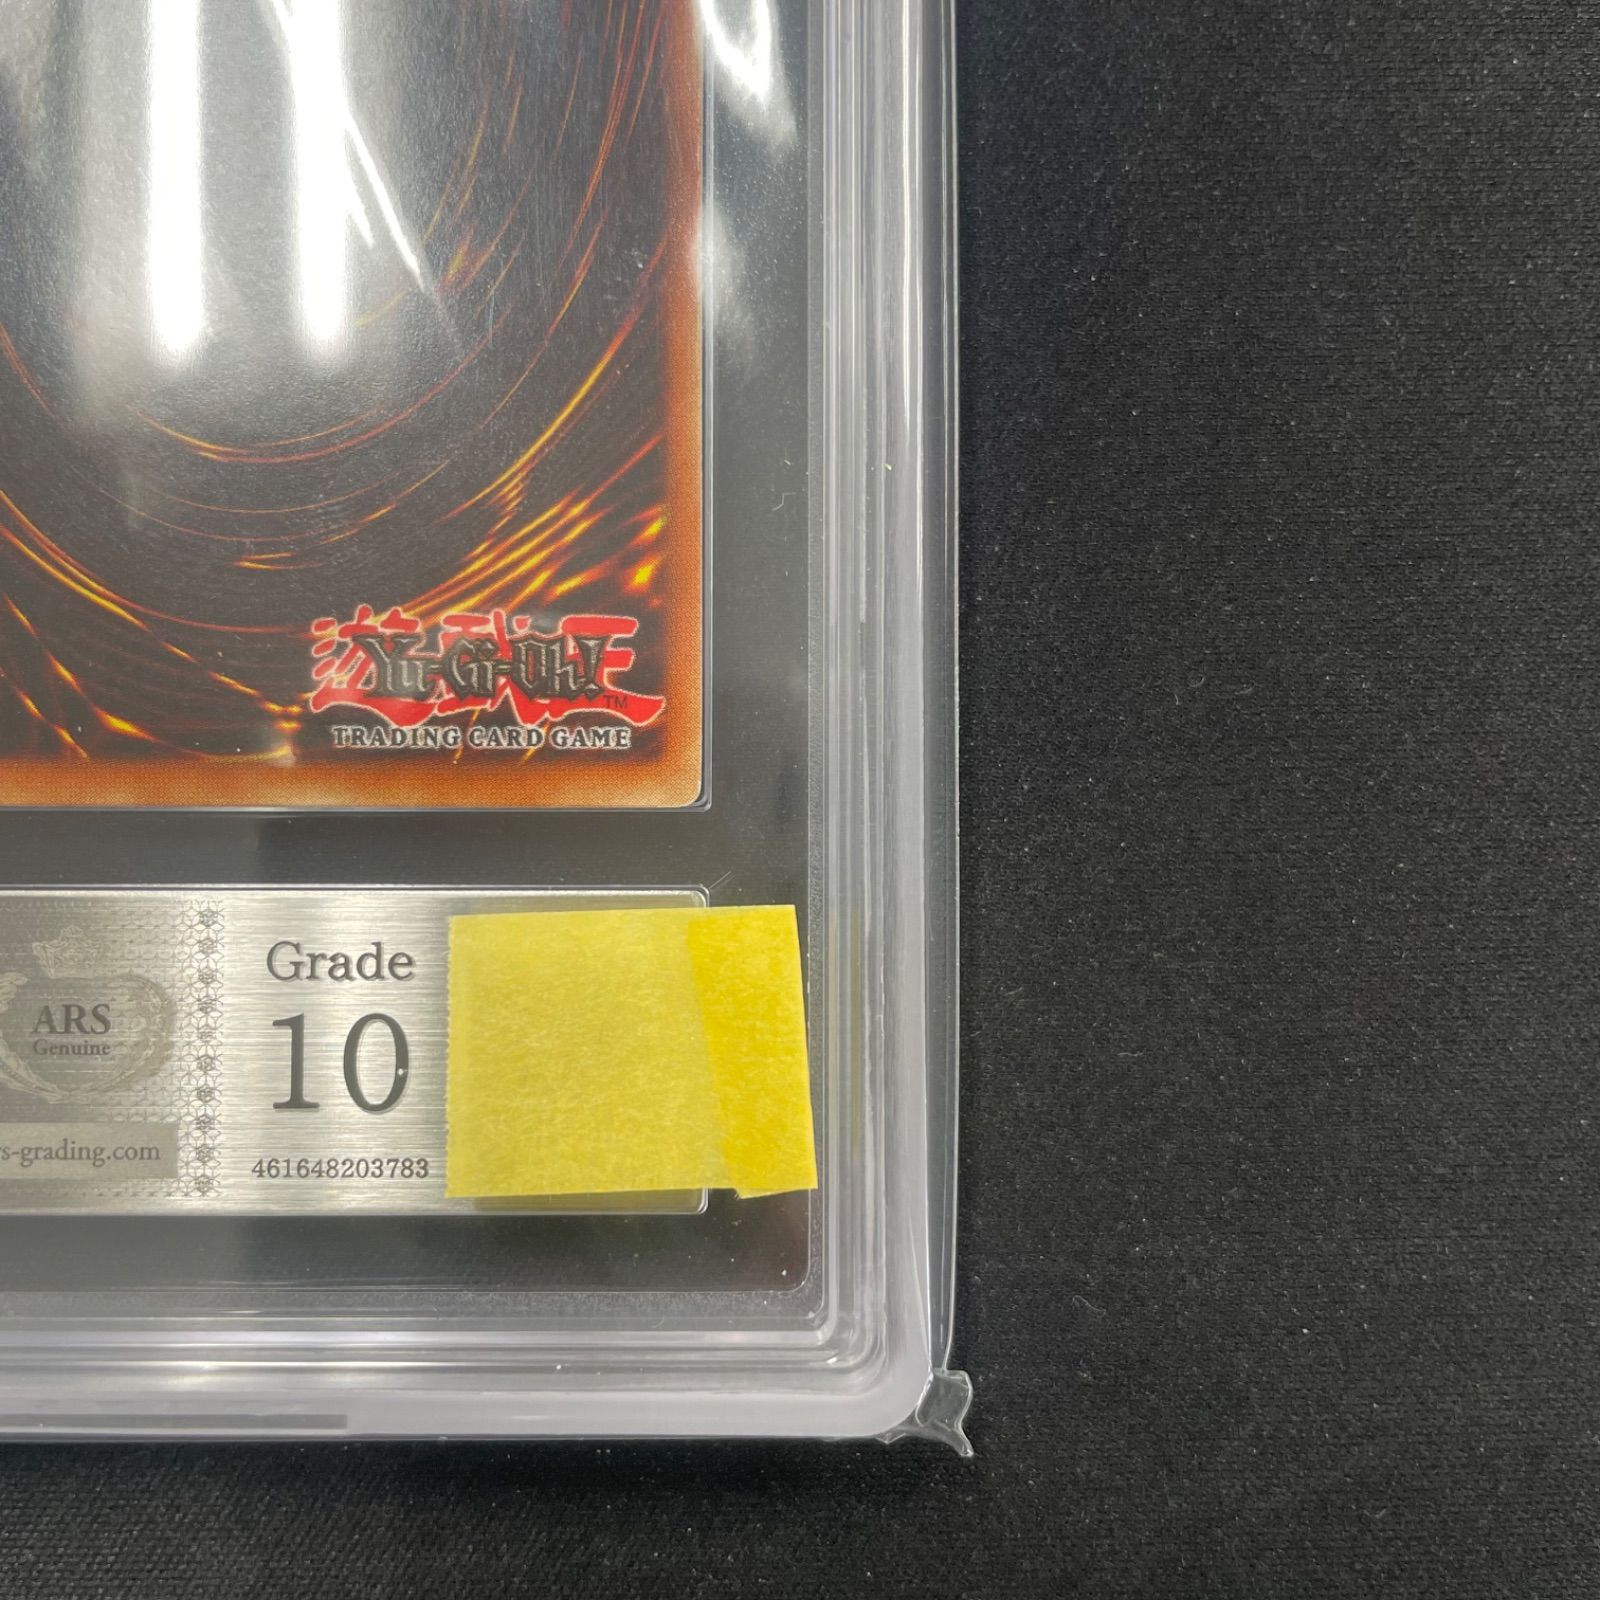 遊戯王
Yu-Gi-Oh!
TM
TRADING CARD GAME
Grade
10
ARS
Genuine
s-grading.com
461648203783